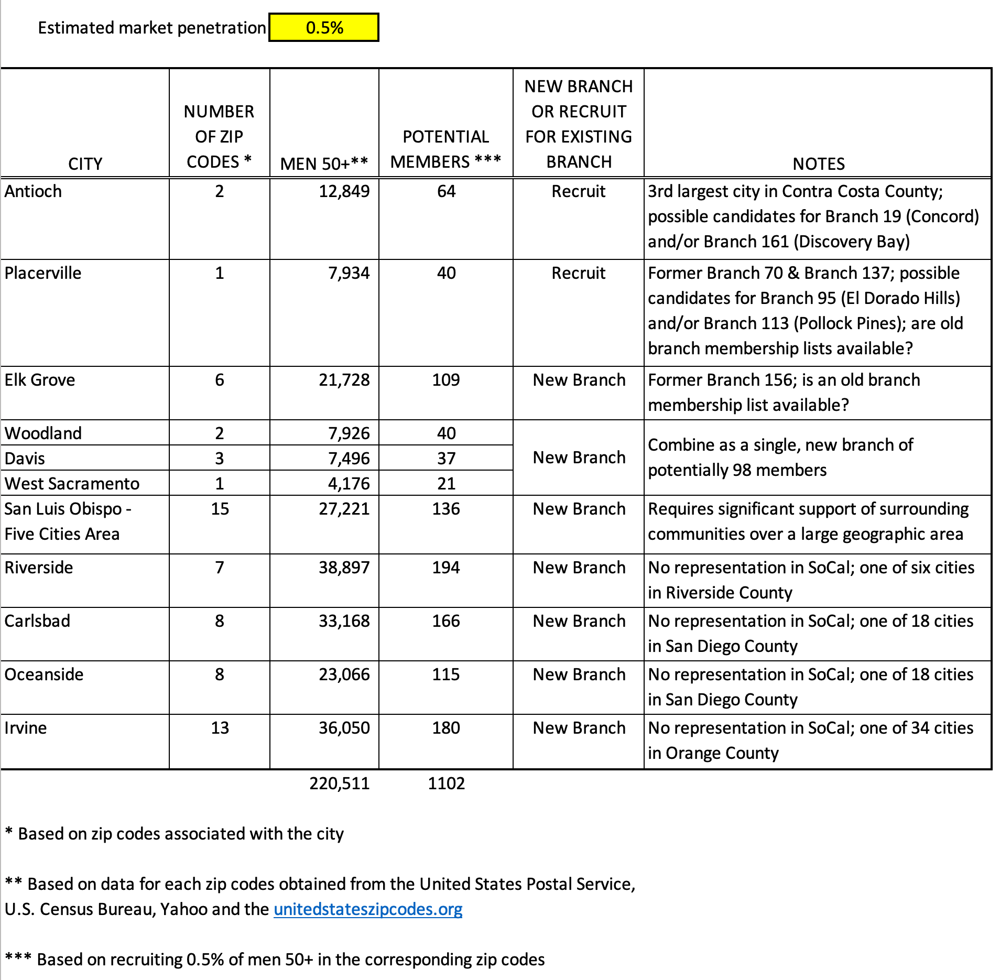 Estimated market penetration 0.5%
CITY
NUMBER
OF ZIP
CODES *
MEN 50+**
POTENTIAL
MEMBERS ***
NEW BRANCH
OR RECRUIT
FOR EXISTING
BRANCH
NOTES
Antioch 2 12,849 64 Recruit 3rd largest city in Contra Costa County;
possible candidates for Branch 19 (Concord)
and/or Branch 161 (Discovery Bay)
Placerville 1 7,934 40 Recruit Former Branch 70 & Branch 137; possible
candidates for Branch 95 (El Dorado Hills)
and/or Branch 113 (Pollock Pines); are old
branch membership lists available?
Elk Grove 6 21,728 109 New Branch Former Branch 156; is an old branch
membership list available?
Woodland 2 7,926 40
Davis 3 7,496 37
West Sacramento 1 4,176 21
New Branch
Combine as a single, new branch of
potentially 98 members
San Luis Obispo - 15 27,221 136 New Branch Requires significant support of surrounding
Five Cities Area communities over a large geographic area
Riverside 7 38,897 194 New Branch No representation in SoCal; one of six cities
in Riverside County
Carlsbad 8 33,168 166 New Branch No representation in SoCal; one of 18 cities
in San Diego County
Oceanside 8 23,066 115 New Branch No representation in SoCal; one of 18 cities
in San Diego County
Irvine 13 36,050 180 New Branch No representation in SoCal; one of 34 cities
in Orange County
220,511 1102
* Based on zip codes associated with the city
** Based on data for each zip codes obtained from the United States Postal Service,
U.S. Census Bureau, Yahoo and the unitedstateszipcodes.org
*** Based on recruiting 0.5% of men 50+ in the corresponding zip codes